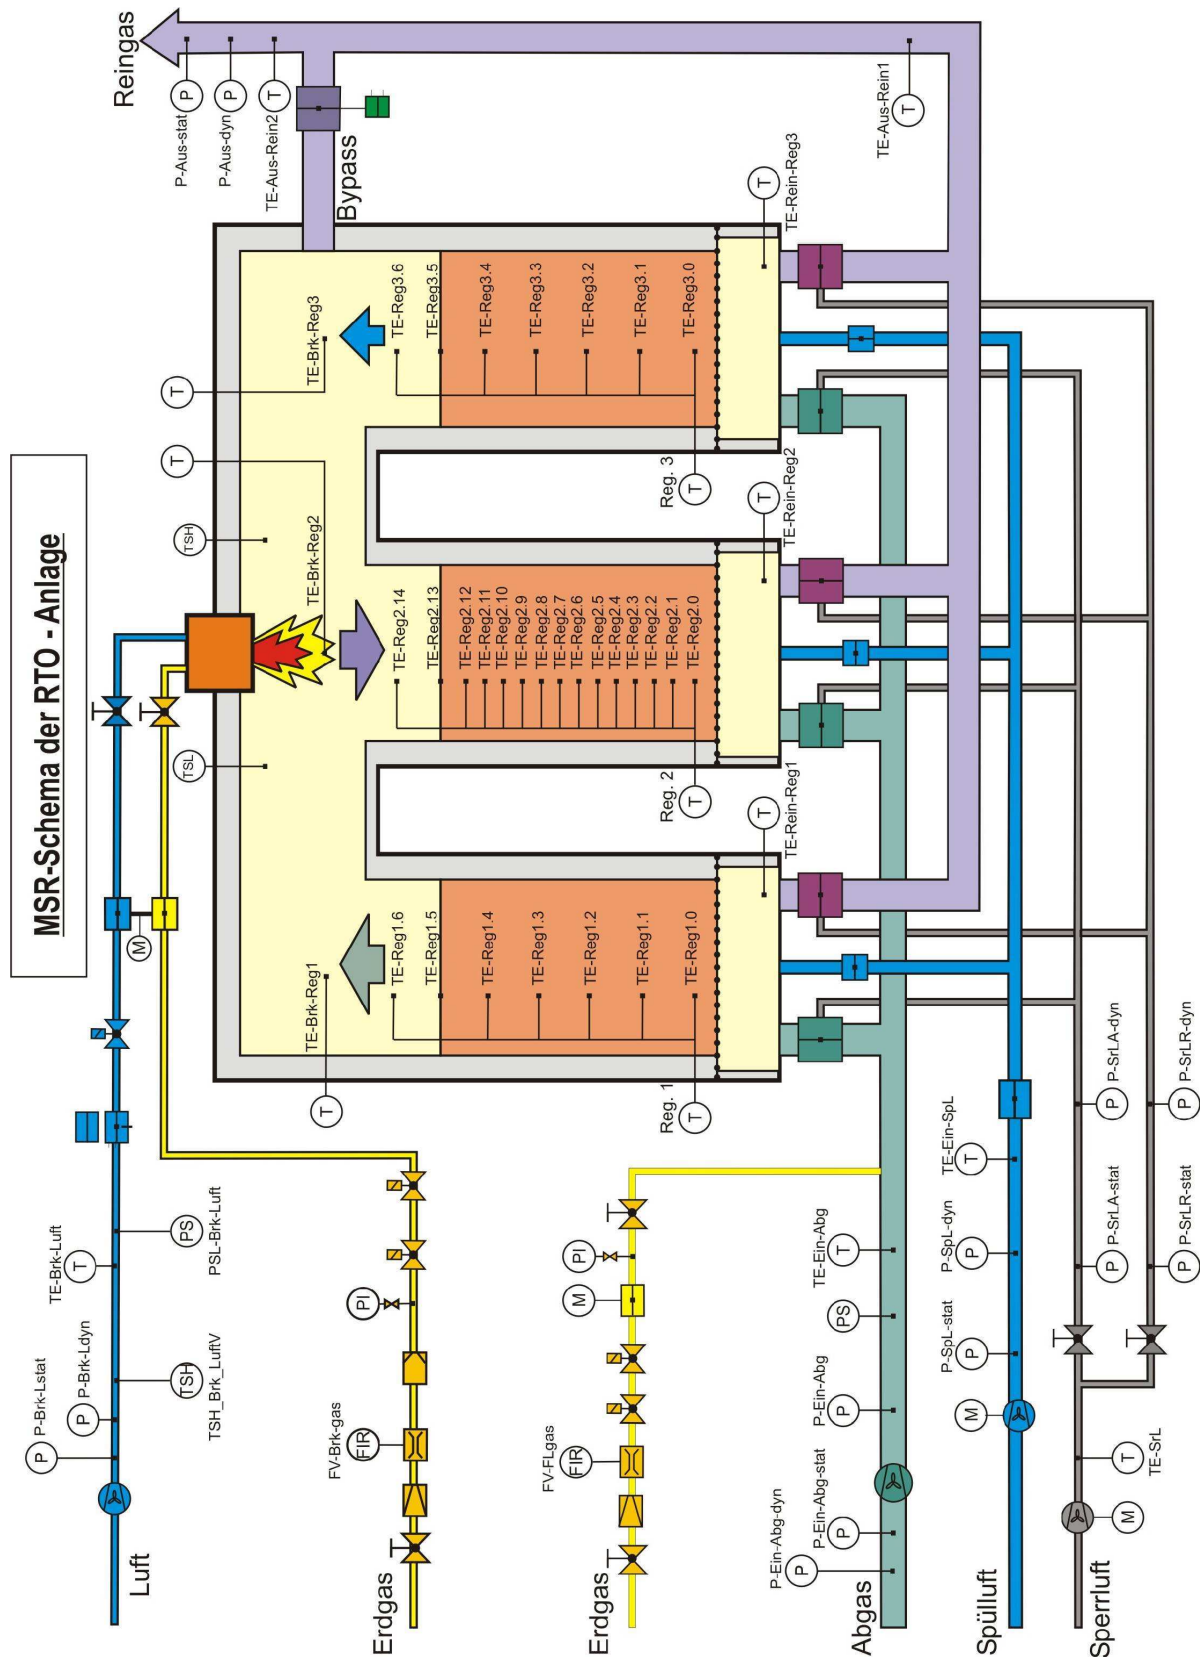 MSR-Schema der RTO - Anlage
Reingas
P-Aus-stat
P
P-Aus-dyn
P
TE-Aus-Rein2
T
Bypass
TE-Aus-Rein1
T
TE-Rein-Reg3
T
TE-Brk-Reg3
T
T
TSH
TE-Brk-Reg2
TSL
TE-Brk-Reg1
T
TE-Reg3.6
TE-Reg3.5
TE-Reg3.4
TE-Reg3.3
TE-Reg3.2
TE-Reg3.1
TE-Reg3.0
Reg. 3
T
TE-Rein-Reg2
T
TE-Reg2.14
TE-Reg2.13
TE-Reg2.12
TE-Reg2.11
TE-Reg2.10
TE-Reg2.9
TE-Reg2.8
TE-Reg2.7
TE-Reg2.6
TE-Reg2.5
TE-Reg2.4
TE-Reg2.3
TE-Reg2.2
TE-Reg2.1
TE-Reg2.0
Reg. 2
T
TE-Rein-Reg1
T
TE-Reg1.6
TE-Reg1.5
TE-Reg1.4
TE-Reg1.3
TE-Reg1.2
TE-Reg1.1
TE-Reg1.0
Reg. 1
T
M
TE-Brk-Luft
T
PS
PSL-Brk-Luft
P-Brk-Lstat
P
P-Brk-Ldyn
P
TSH
TSH_Brk_LuftV
Luft
PI
FV-Brk-gas
FIR
Erdgas
PI
M
FV-FLgas
FIR
Erdgas
TE-Ein-Abg
T
PS
P-Ein-Abg
P
P-Ein-Abg-stat
P
P-Ein-Abg-dyn
P
Abgas
TE-Ein-SpL
T
P-SpL-dyn
P
P-SpL-stat
P
M
Spülluft
P-SrLA-dyn
P
P-SrLR-dyn
P
P-SrLA-stat
P
P-SrLR-stat
P
T
TE-SrL
M
Sperrluft